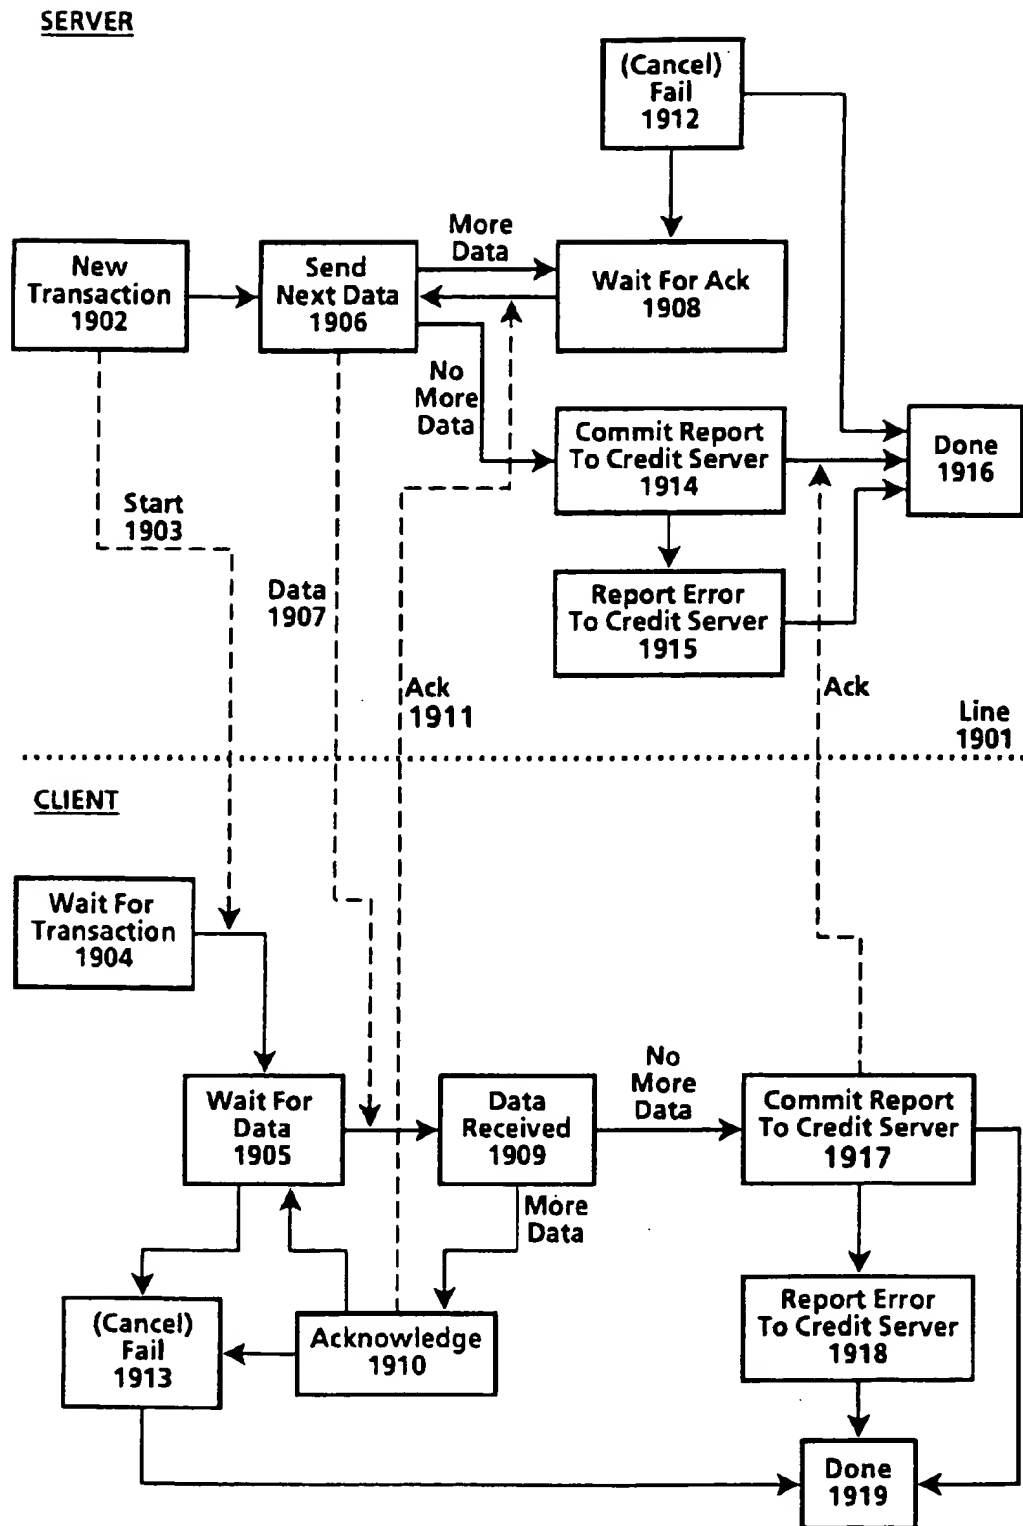 SERVER
(Cancel)
Fail
1912
New
Transaction
1902
Send
Next Data
1906
More
Data
Wait For Ack
1908
No
More
Data
Commit Report
To Credit Server
1914
Done
1916
Start
1903
Data
1907
Report Error
To Credit Server
1915
Ack
1911
Ack
Line
1901
CLIENT
Wait For
Transaction
1904
Wait For
Data
1905
Data
Received
1909
No
More
Data
Commit Report
To Credit Server
1917
More
Data
(Cancel)
Fail
1913
Acknowledge
1910
Report Error
To Credit Server
1918
Done
1919